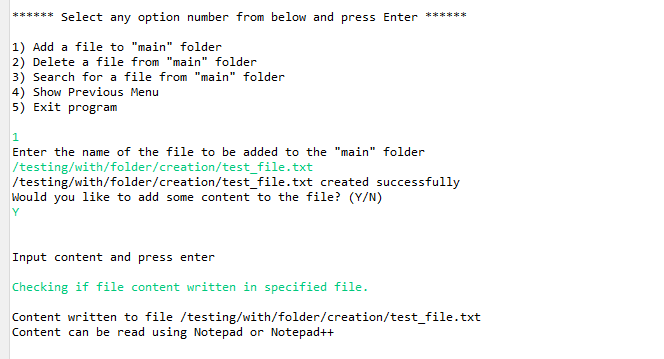 ****** Select any option number from below and press Enter ******
1) Add a file to "main" folder
2) Delete a file from "main" folder
3) Search for a file from "main" folder
4) Show Previous Menu
5) Exit program
1
Enter the name of the file to be added to the "main" folder
/testing/with/folder/creation/test_file.txt
/testing/with/folder/creation/test_file.txt created successfully
Would you like to add some content to the file? (Y/N)
Y
Input content and press enter
Checking if file content written in specified file.
Content written to file /testing/with/folder/creation/test_file.txt
Content can be read using Notepad or Notepad++